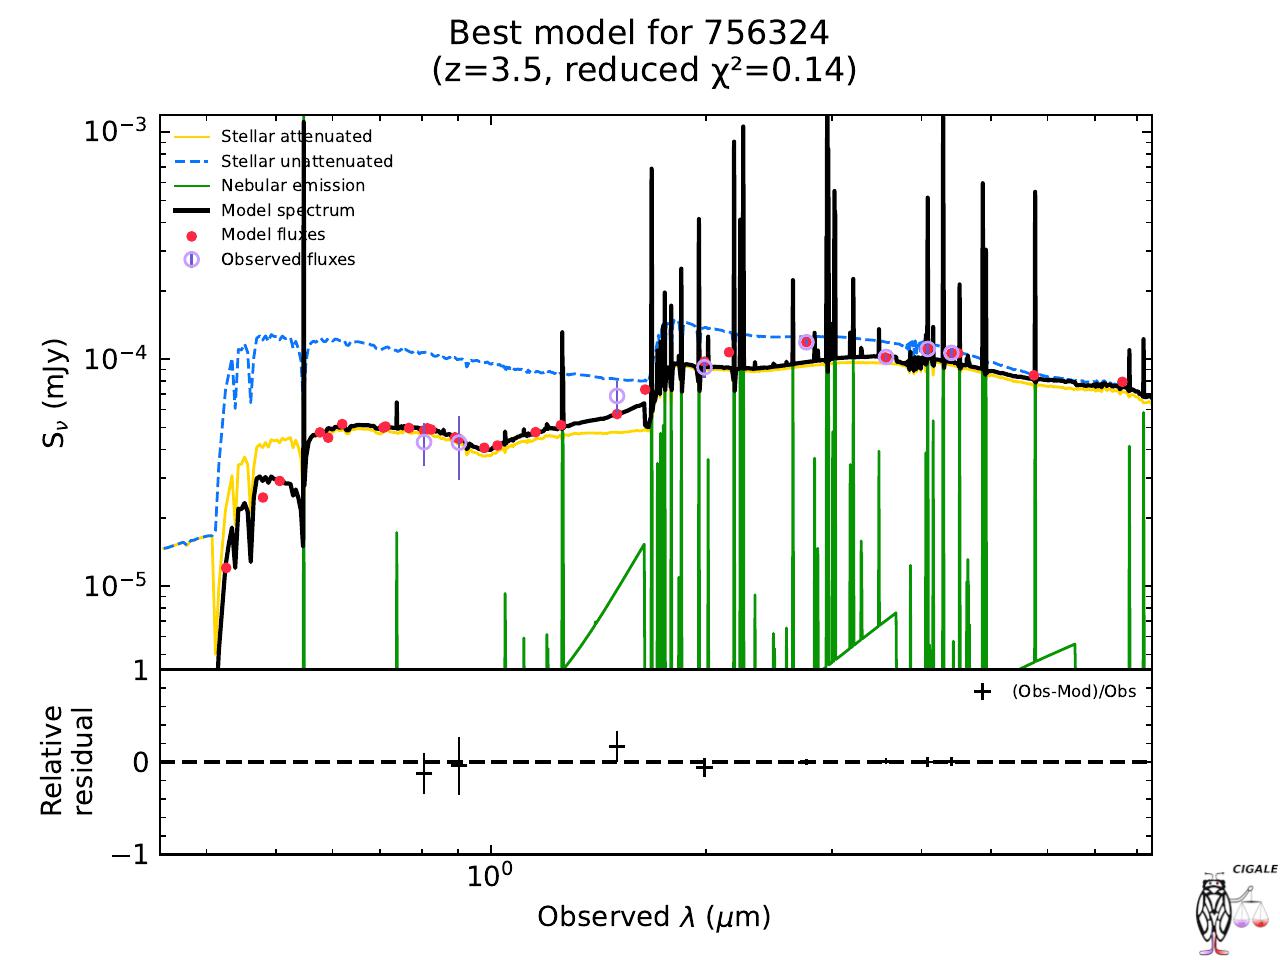 Best model for 756324
(z=3.5, reduced χ²=0.14)
10⁻³
10⁻⁴
10⁻⁵
Sν (mJy)
Stellar attenuated
Stellar unattenuated
Nebular emission
Model spectrum
Model fluxes
Observed fluxes
1
0
−1
Relative
residual
(Obs-Mod)/Obs
10⁰
Observed λ (μm)
CIGALE